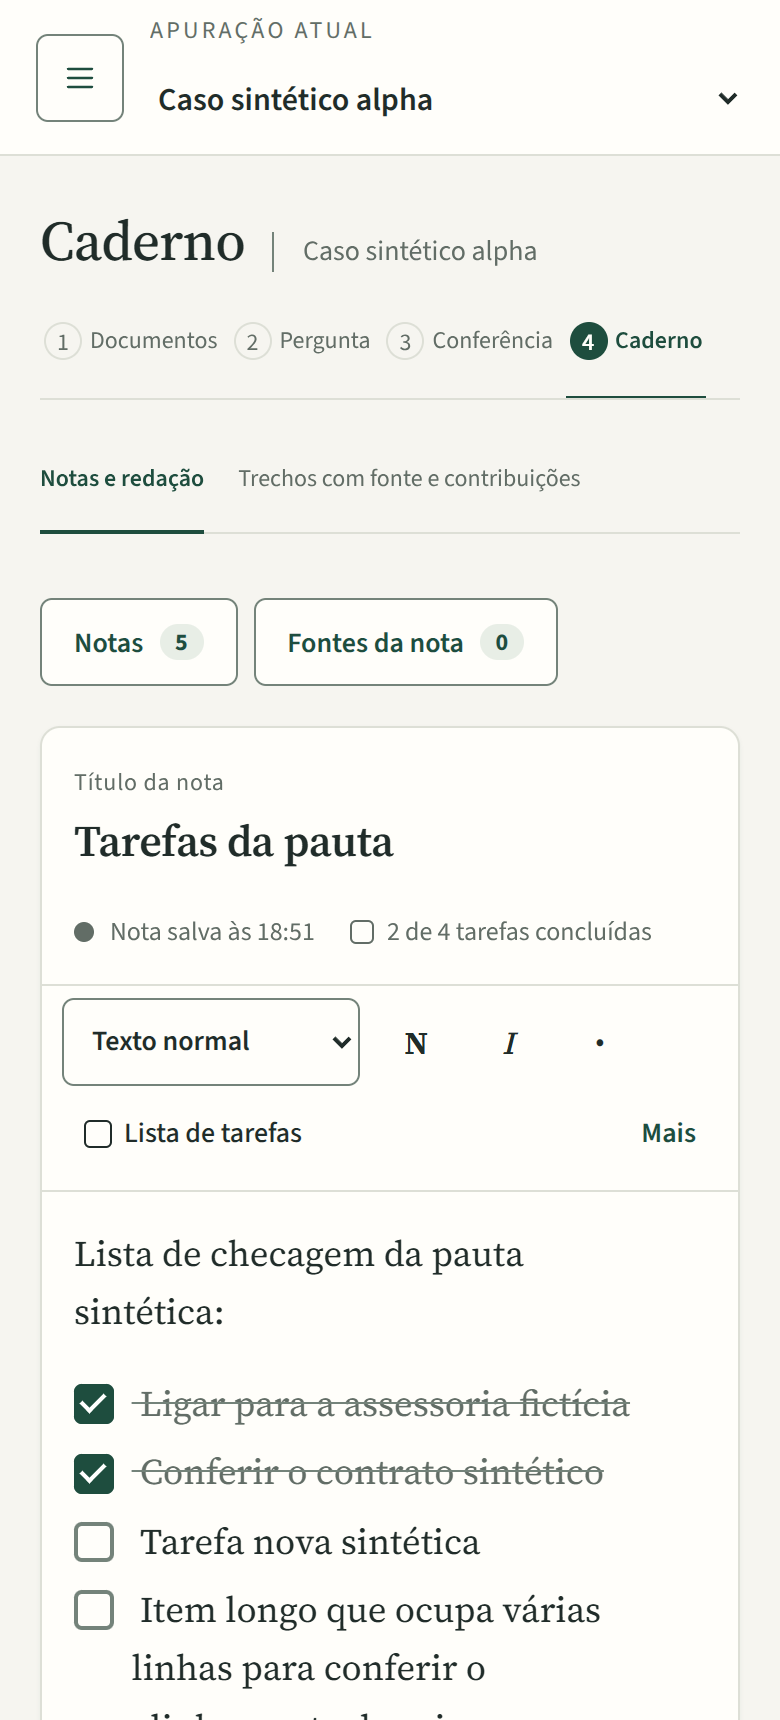 APURAÇÃO ATUAL
Caso sintético alpha
Caderno | Caso sintético alpha
1 Documentos 2 Pergunta 3 Conferência 4 Caderno
Notas e redação Trechos com fonte e contribuições
Notas 5 Fontes da nota 0
Título da nota
Tarefas da pauta
Nota salva às 18:51 2 de 4 tarefas concluídas
Texto normal N I •
Lista de tarefas Mais
Lista de checagem da pauta
sintética:
Ligar para a assessoria fictícia
Conferir o contrato sintético
Tarefa nova sintética
Item longo que ocupa várias
linhas para conferir o